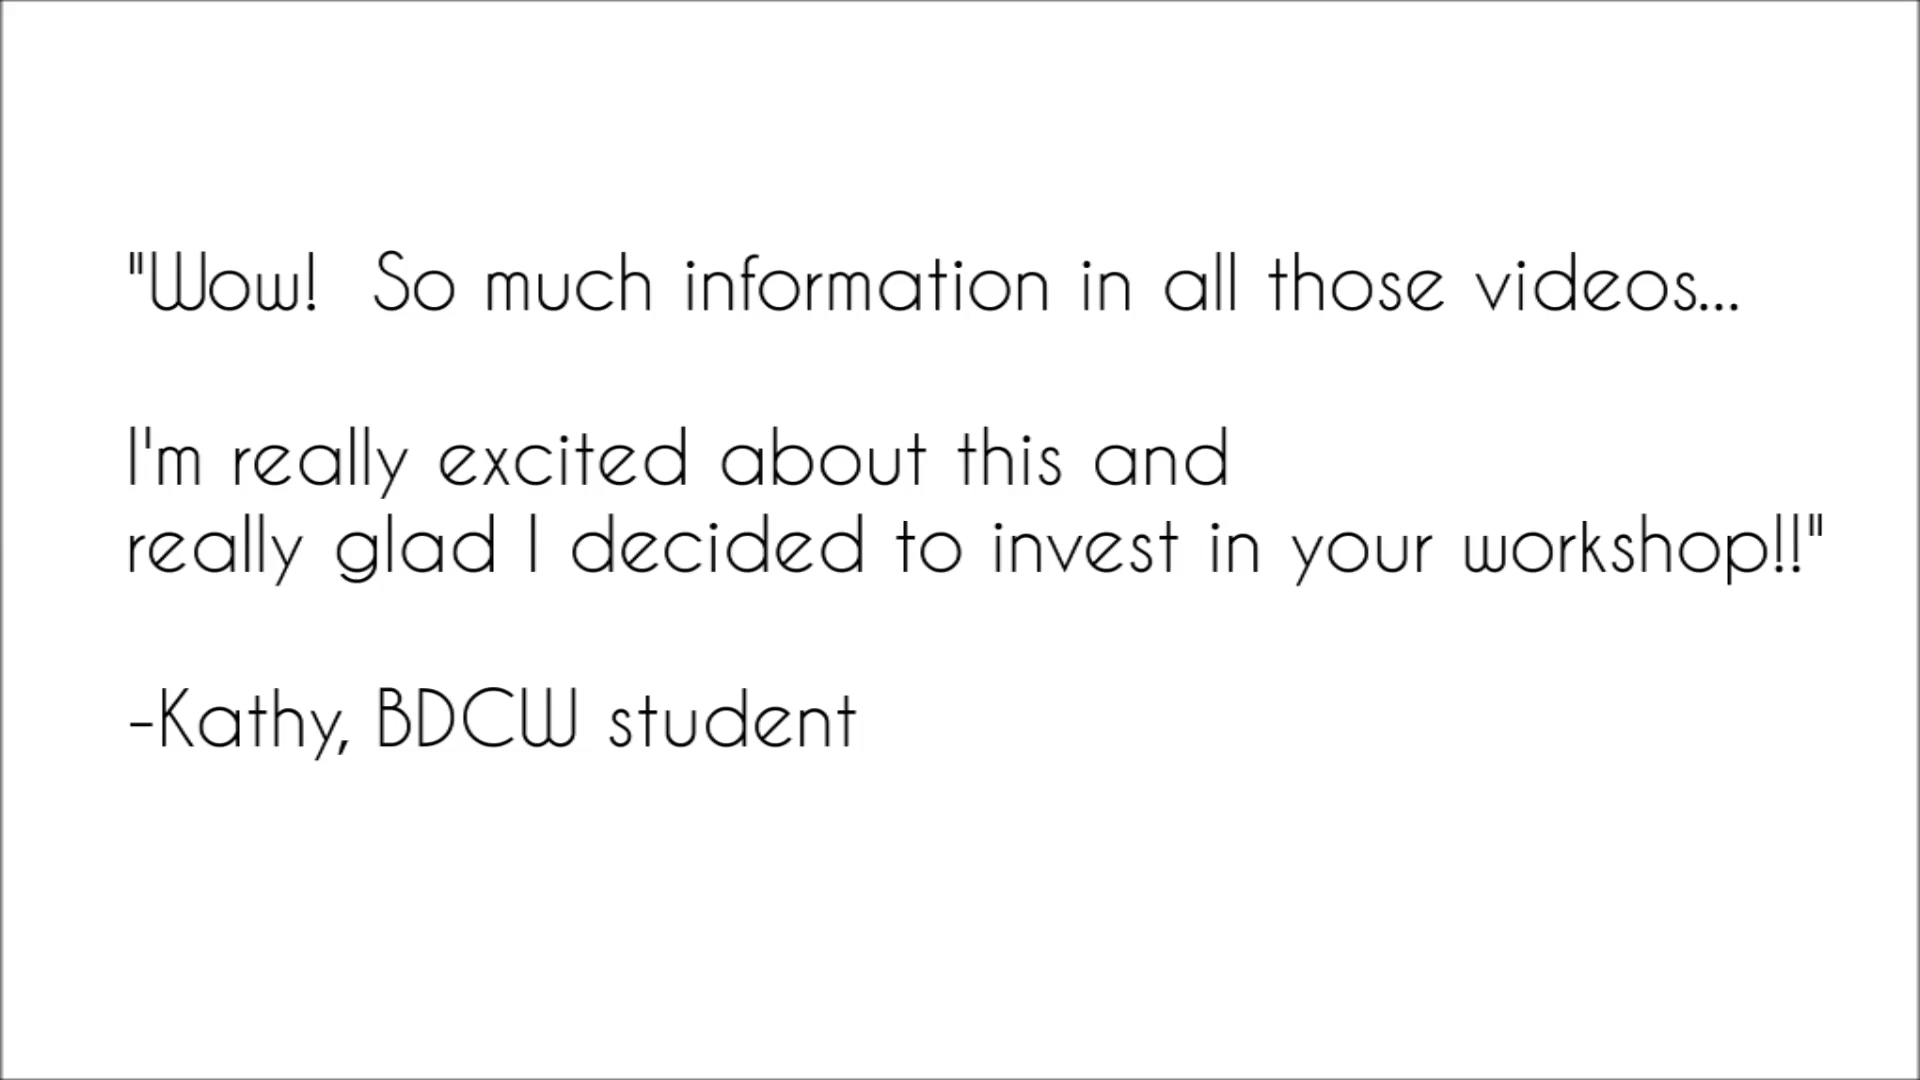 "Wow!  So much information in all those videos...
I'm really excited about this and
really glad I decided to invest in your workshop!!"
-Kathy, BDCW student